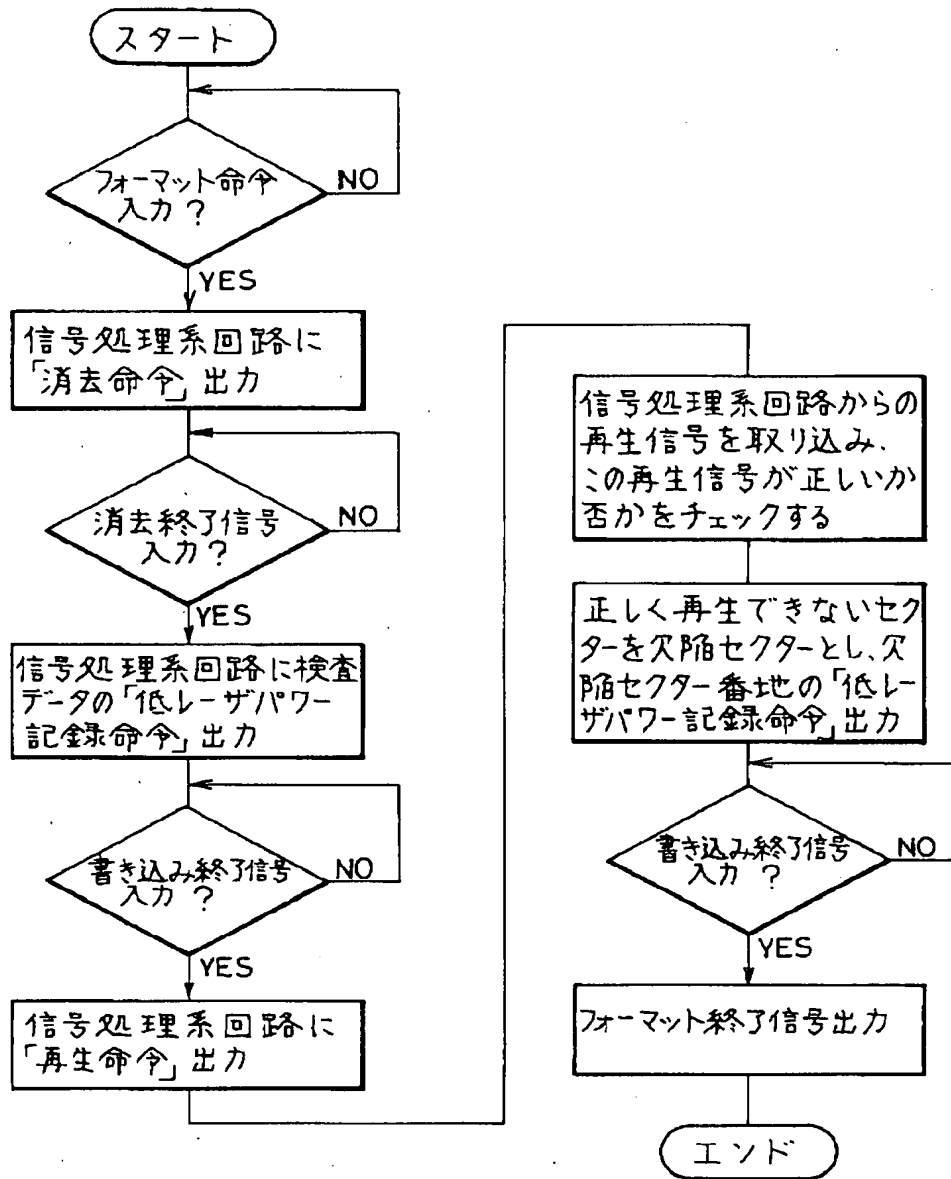 スタート
フォーマット命令
入力?
NO
YES
信号処理系回路に
「消去命令」出力
消去終了信号
入力?
NO
YES
信号処理系回路に検査
データの「低レーザパワー
記録命令」出力
書き込み終了信号
入力?
NO
YES
信号処理系回路に
「再生命令」出力
信号処理系回路からの
再生信号を取り込み、
この再生信号が正しいか
否かをチェックする
正しく再生できないセク
ターを欠陥セクターとし、欠
陥セクター番地の「低レー
ザパワー記録命令」出力
書き込み終了信号
入力?
NO
YES
フォーマット終了信号出力
エンド